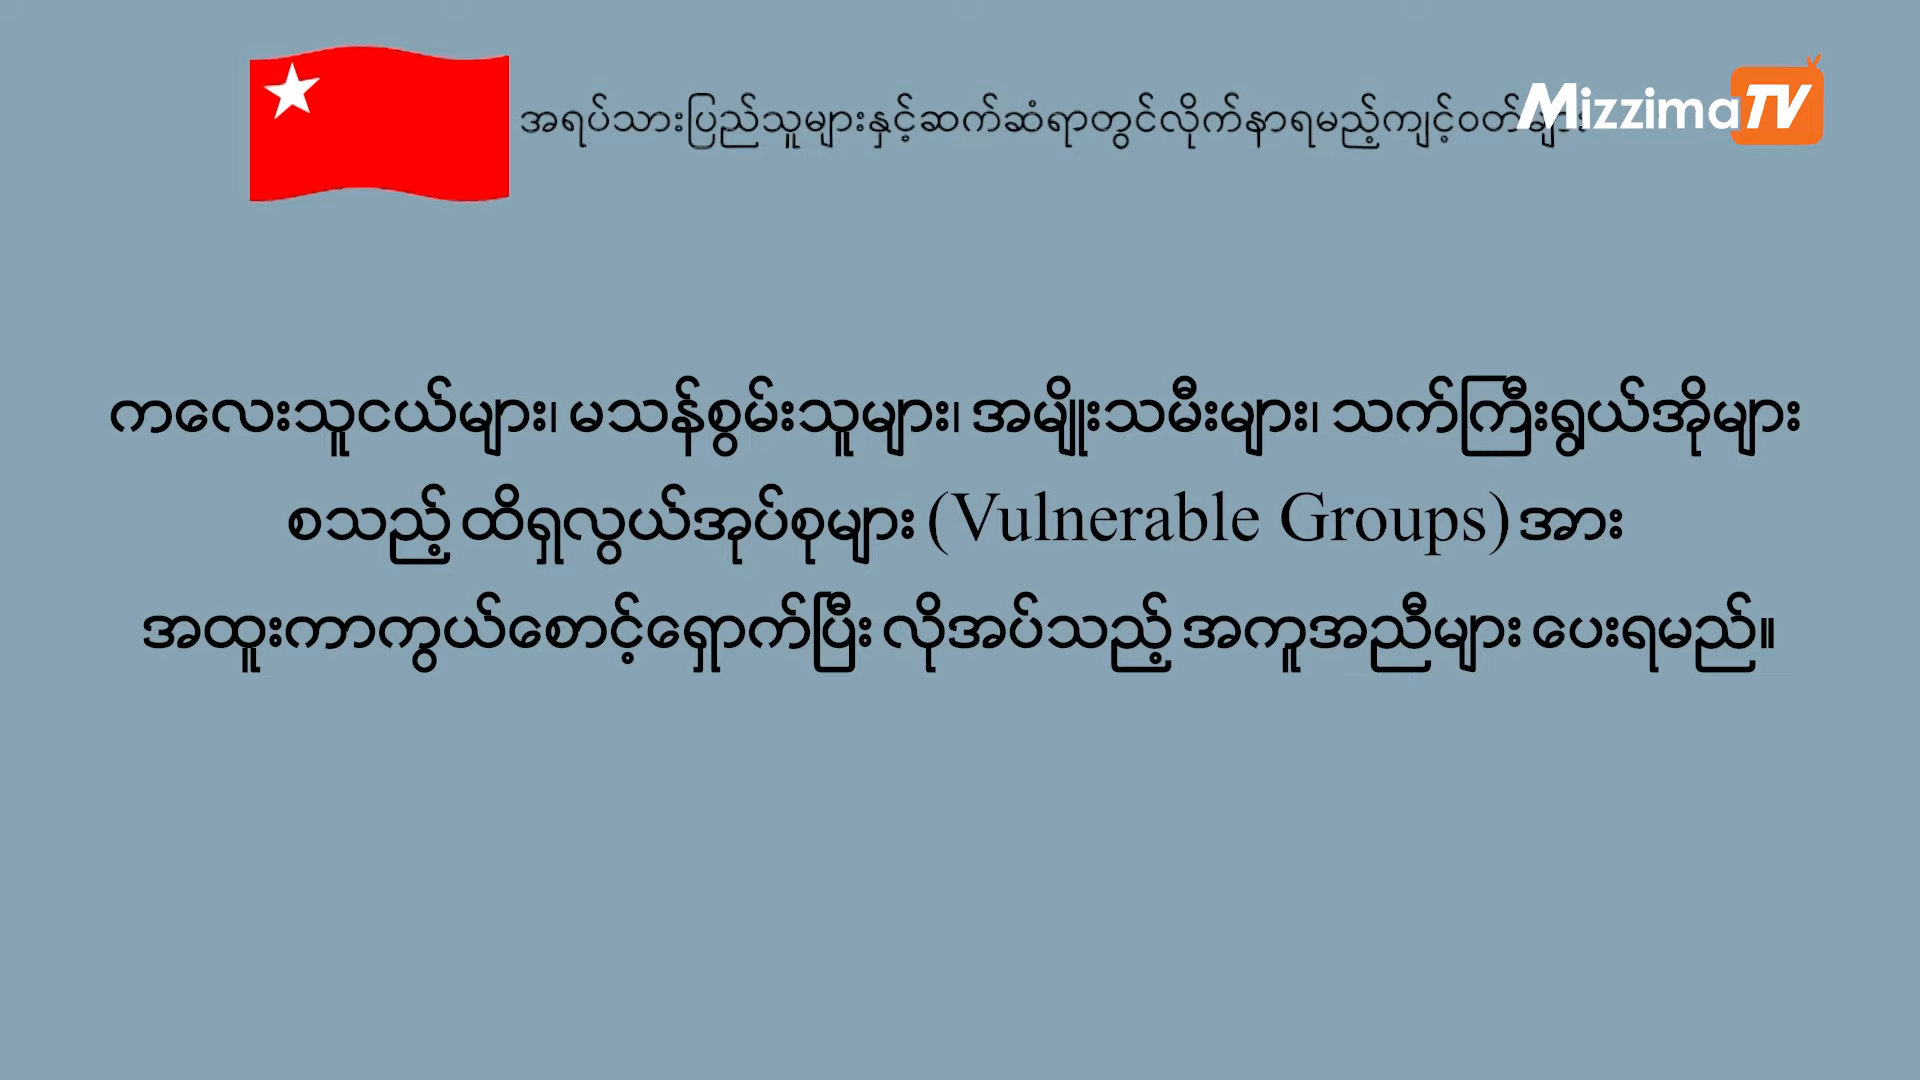 အရပ်သားပြည်သူများနှင့်ဆက်ဆံရာတွင်လိုက်နာရမည့်ကျင့်ဝတ်များ
MizzimaTV
ကလေးသူငယ်များ၊ မသန်စွမ်းသူများ၊ အမျိုးသမီးများ၊ သက်ကြီးရွယ်အိုများ
စသည့် ထိရှလွယ်အုပ်စုများ (Vulnerable Groups) အား
အထူးကာကွယ်စောင့်ရှောက်ပြီး လိုအပ်သည့် အကူအညီများ ပေးရမည်။